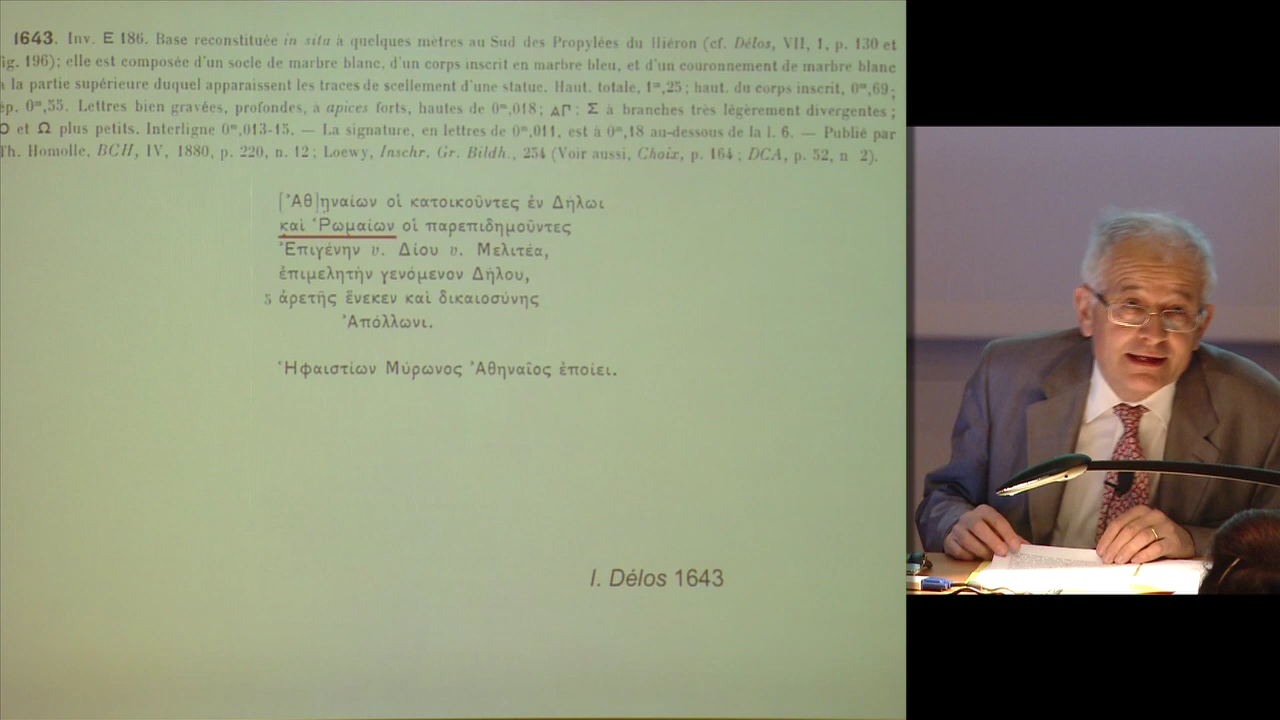 1643. Inv. E 186. Base reconstituée in situ à quelques mètres au Sud des Propylées du Hiéron (cf. Délos, VII, 1, p. 130 et
ig. 196); elle est composée d'un socle de marbre blanc, d'un corps inscrit en marbre bleu, et d'un couronnement de marbre blanc
à la partie supérieure duquel apparaissent les traces de scellement d'une statue. Haut. totale, 1ᵐ,25; haut. du corps inscrit, 0ᵐ,69;
ép. 0ᵐ,55. Lettres bien gravées, profondes, à apices forts, hautes de 0ᵐ,018; ΑΓ; Σ à branches très légèrement divergentes;
Ο et Ω plus petits. Interligne 0ᵐ,013-15. — La signature, en lettres de 0ᵐ,011, est à 0ᵐ,18 au-dessous de la l. 6. — Publié par
Th. Homolle, BCH, IV, 1880, p. 220, n. 12; Loewy, Inschr. Gr. Bildh., 254 (Voir aussi, Choix, p. 164; DCA, p. 52, n 2).
[Ἀθ]ηναίων οἱ κατοικοῦντες ἐν Δήλωι
καὶ Ῥωμαίων οἱ παρεπιδημοῦντες
Ἐπιγένην v. Δίου v. Μελιτέα,
ἐπιμελητὴν γενόμενον Δήλου,
5 ἀρετῆς ἕνεκεν καὶ δικαιοσύνης
Ἀπόλλωνι.
Ἡφαιστίων Μύρωνος Ἀθηναῖος ἐποίει.
I. Délos 1643